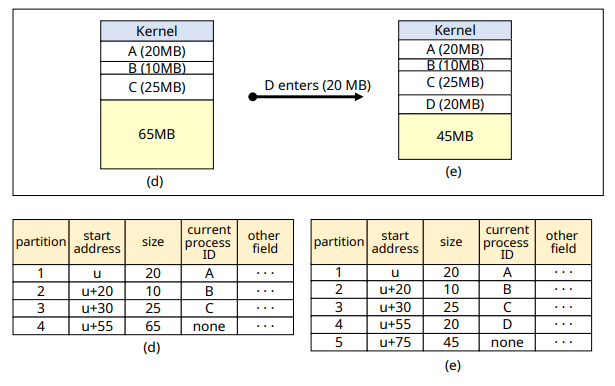 Kernel
A (20MB)
B (10MB)
C (25MB)
65MB
(d)
D enters (20 MB)
Kernel
A (20MB)
B (10MB)
C (25MB)
D (20MB)
45MB
(e)
partition start address size current process ID other field
1 u 20 A ···
2 u+20 10 B ···
3 u+30 25 C ···
4 u+55 65 none ···
(d)
partition start address size current process ID other field
1 u 20 A ···
2 u+20 10 B ···
3 u+30 25 C ···
4 u+55 20 D ···
5 u+75 45 none ···
(e)